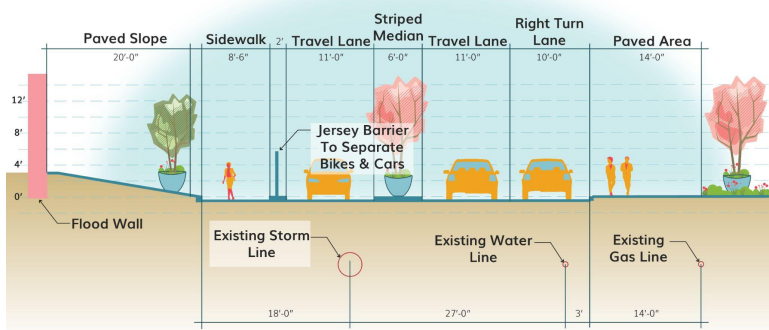 Paved Slope
Sidewalk
2'
Travel Lane
Striped
Median
Travel Lane
Right Turn
Lane
Paved Area
20'-0"
8'-6"
11'-0"
6'-0"
11'-0"
10'-0"
14'-0"
12'
8'
4'
0'
Jersey Barrier
To Separate
Bikes & Cars
Flood Wall
Existing Storm
Line
Existing Water
Line
Existing
Gas Line
18'-0"
27'-0"
3'
14'-0"